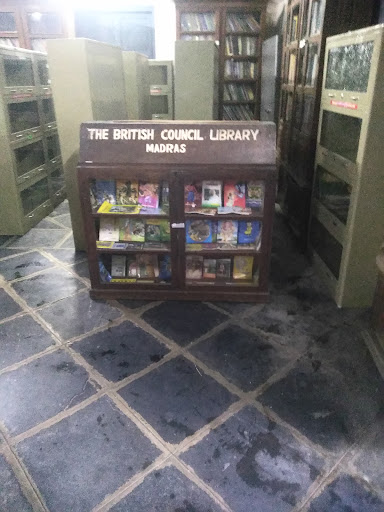 THE BRITISH COUNCIL LIBRARY
MADRAS